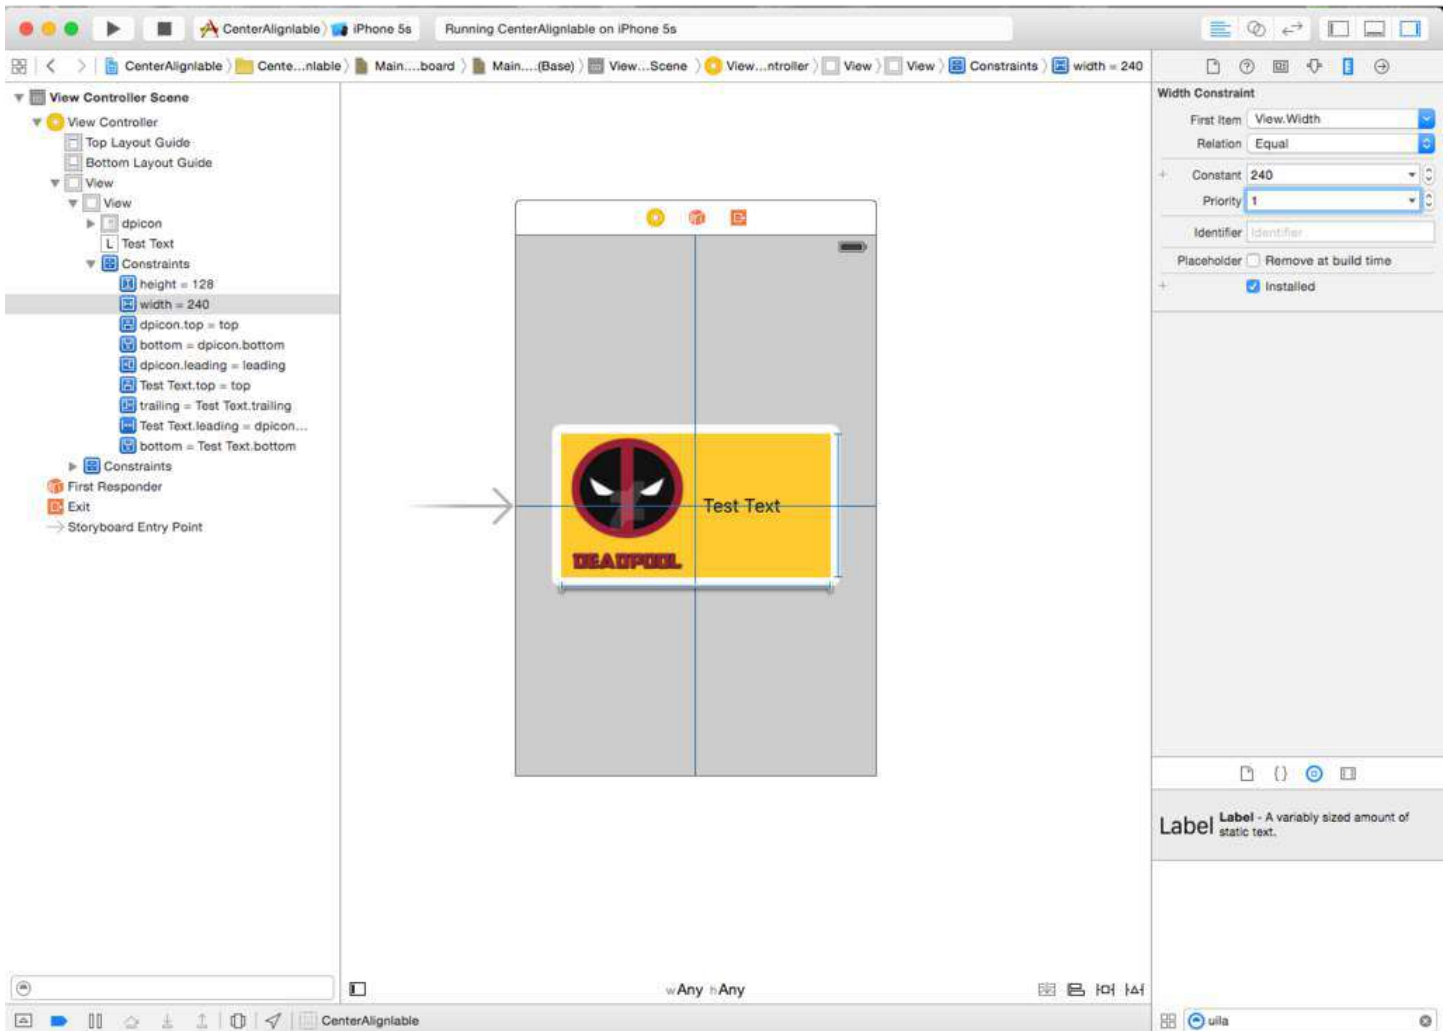 CenterAlignlable
iPhone 5s
Running CenterAlignlable on iPhone 5s
CenterAlignlable
Cente...nlable
Main....board
Main....(Base)
View...Scene
View...ntroller
View
View
Constraints
width = 240
View Controller Scene
View Controller
Top Layout Guide
Bottom Layout Guide
View
View
dpicon
L Test Text
Constraints
height = 128
width = 240
dpicon.top = top
bottom = dpicon.bottom
dpicon.leading = leading
Test Text.top = top
trailing = Test Text.trailing
Test Text.leading = dpicon...
bottom = Test Text.bottom
Constraints
First Responder
Exit
Storyboard Entry Point
Test Text
DEADPOOL
wAny hAny
CenterAlignlable
Width Constraint
First Item View.Width
Relation Equal
+ Constant 240
Priority 1
Identifier Identifier
Placeholder Remove at build time
+ Installed
Label
Label - A variably sized amount of
static text.
uila